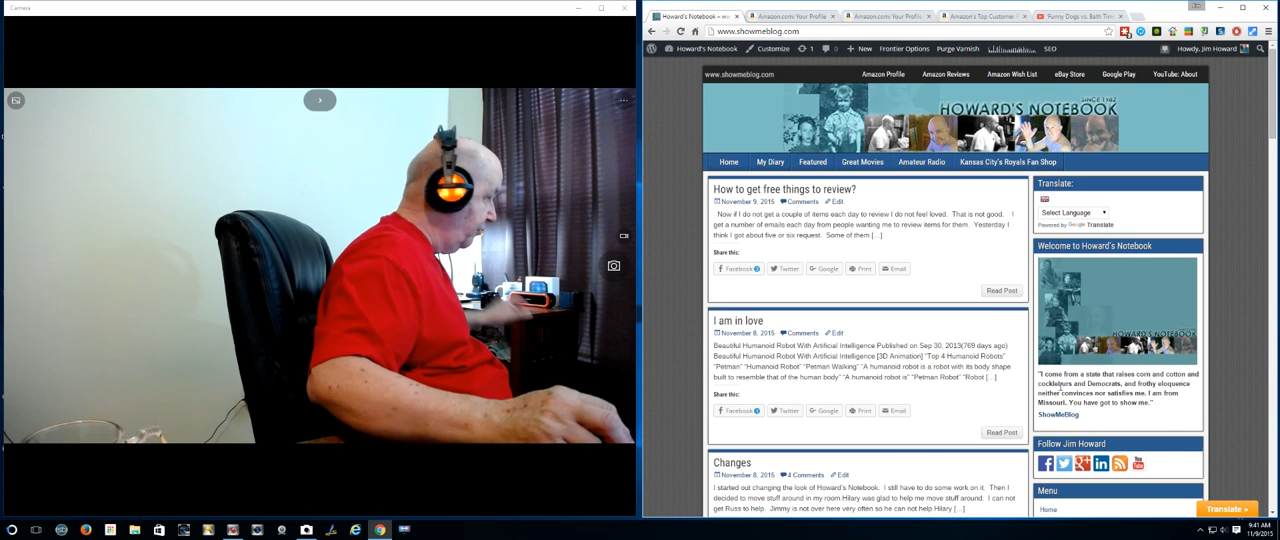 Camera
Howard's Notebook
Amazon.com: Your Profile
Amazon.com: Your Profile
Amazon's Top Customer
"Funny Dogs vs. Bath Time
www.showmeblog.com
Howard's Notebook
Customize
1
0
New
Frontier Options
Purge Varnish
SEO
Howdy, Jim Howard
www.showmeblog.com
Amazon Profile
Amazon Reviews
Amazon Wish List
eBay Store
Google Play
YouTube: About
SINCE 1982
HOWARD'S NOTEBOOK
Home
My Diary
Featured
Great Movies
Amateur Radio
Kansas City's Royals Fan Shop
How to get free things to review?
November 9, 2015 Comments Edit
Now if I do not get a couple of items each day to review I do not feel loved. That is not good. I
get a number of emails each day from people wanting me to review items for them. Yesterday I
think I got about five or six request. Some of them [...]
Share this:
Facebook
Twitter
Google
Print
Email
Read Post
I am in love
November 8, 2015 Comments Edit
Beautiful Humanoid Robot With Artificial Intelligence Published on Sep 30, 2013(769 days ago)
Beautiful Humanoid Robot With Artificial Intelligence [3D Animation] "Top 4 Humanoid Robots"
"Petman" "Humanoid Robot" "Petman Walking" "A humanoid robot is a robot with its body shape
built to resemble that of the human body" "A humanoid robot is" "Petman Robot" "Robot [...]
Share this:
Facebook
Twitter
Google
Print
Email
Read Post
Changes
November 8, 2015 4 Comments Edit
I started out changing the look of Howard's Notebook. I still have to do some work on it. Then I
decided to move stuff around in my room Hilary was glad to help me move stuff around. I can not
get Russ to help. Jimmy is not over here very often so he can not help Hilary [...]
Translate:
Select Language
Powered by Google Translate
Welcome to Howard's Notebook
HOWARD'S NOTEBOOK
"I come from a state that raises corn and cotton and
cockleburs and Democrats, and frothy eloquence
neither convinces nor satisfies me. I am from
Missouri. You have got to show me."
ShowMeBlog
Follow Jim Howard
You
Menu
Home
Translate »
9:41 AM
11/9/2015